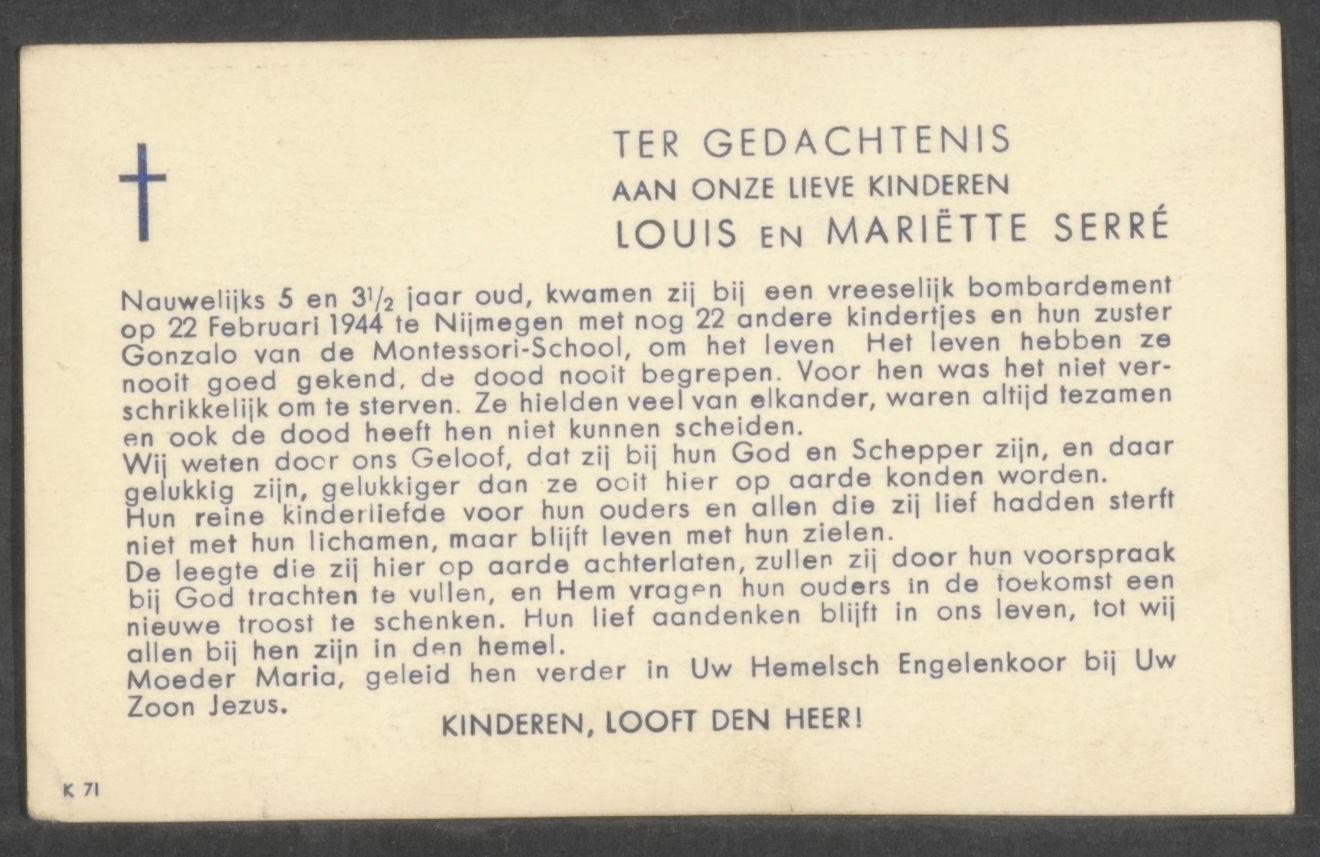 TER GEDACHTENIS
AAN ONZE LIEVE KINDEREN
LOUIS EN MARIËTTE SERRÉ
Nauwelijks 5 en 3½ jaar oud, kwamen zij bij een vreeselijk bombardement
op 22 Februari 1944 te Nijmegen met nog 22 andere kindertjes en hun zuster
Gonzalo van de Montessori-School, om het leven Het leven hebben ze
nooit goed gekend, de dood nooit begrepen. Voor hen was het niet ver-
schrikkelijk om te sterven. Ze hielden veel van elkander, waren altijd tezamen
en ook de dood heeft hen niet kunnen scheiden.
Wij weten door ons Geloof, dat zij bij hun God en Schepper zijn, en daar
gelukkig zijn, gelukkiger dan ze ooit hier op aarde konden worden.
Hun reine kinderliefde voor hun ouders en allen die zij lief hadden sterft
niet met hun lichamen, maar blijft leven met hun zielen.
De leegte die zij hier op aarde achterlaten, zullen zij door hun voorspraak
bij God trachten te vullen, en Hem vragen hun ouders in de toekomst een
nieuwe troost te schenken. Hun lief aandenken blijft in ons leven, tot wij
allen bij hen zijn in den hemel.
Moeder Maria, geleid hen verder in Uw Hemelsch Engelenkoor bij Uw
Zoon Jezus.
KINDEREN, LOOFT DEN HEER!
K 71